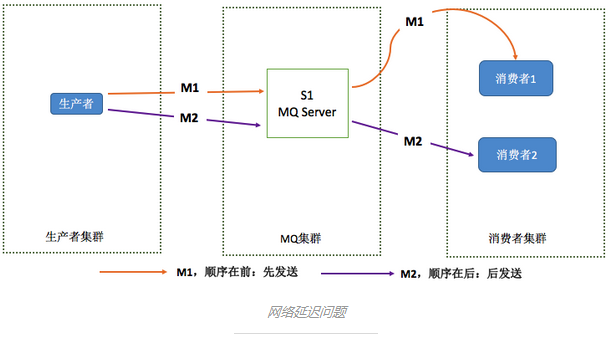 M1
生产者
M1
M2
S1
MQ Server
消费者1
M2
消费者2
生产者集群
MQ集群
消费者集群
M1，顺序在前：先发送
M2，顺序在后：后发送
网络延迟问题